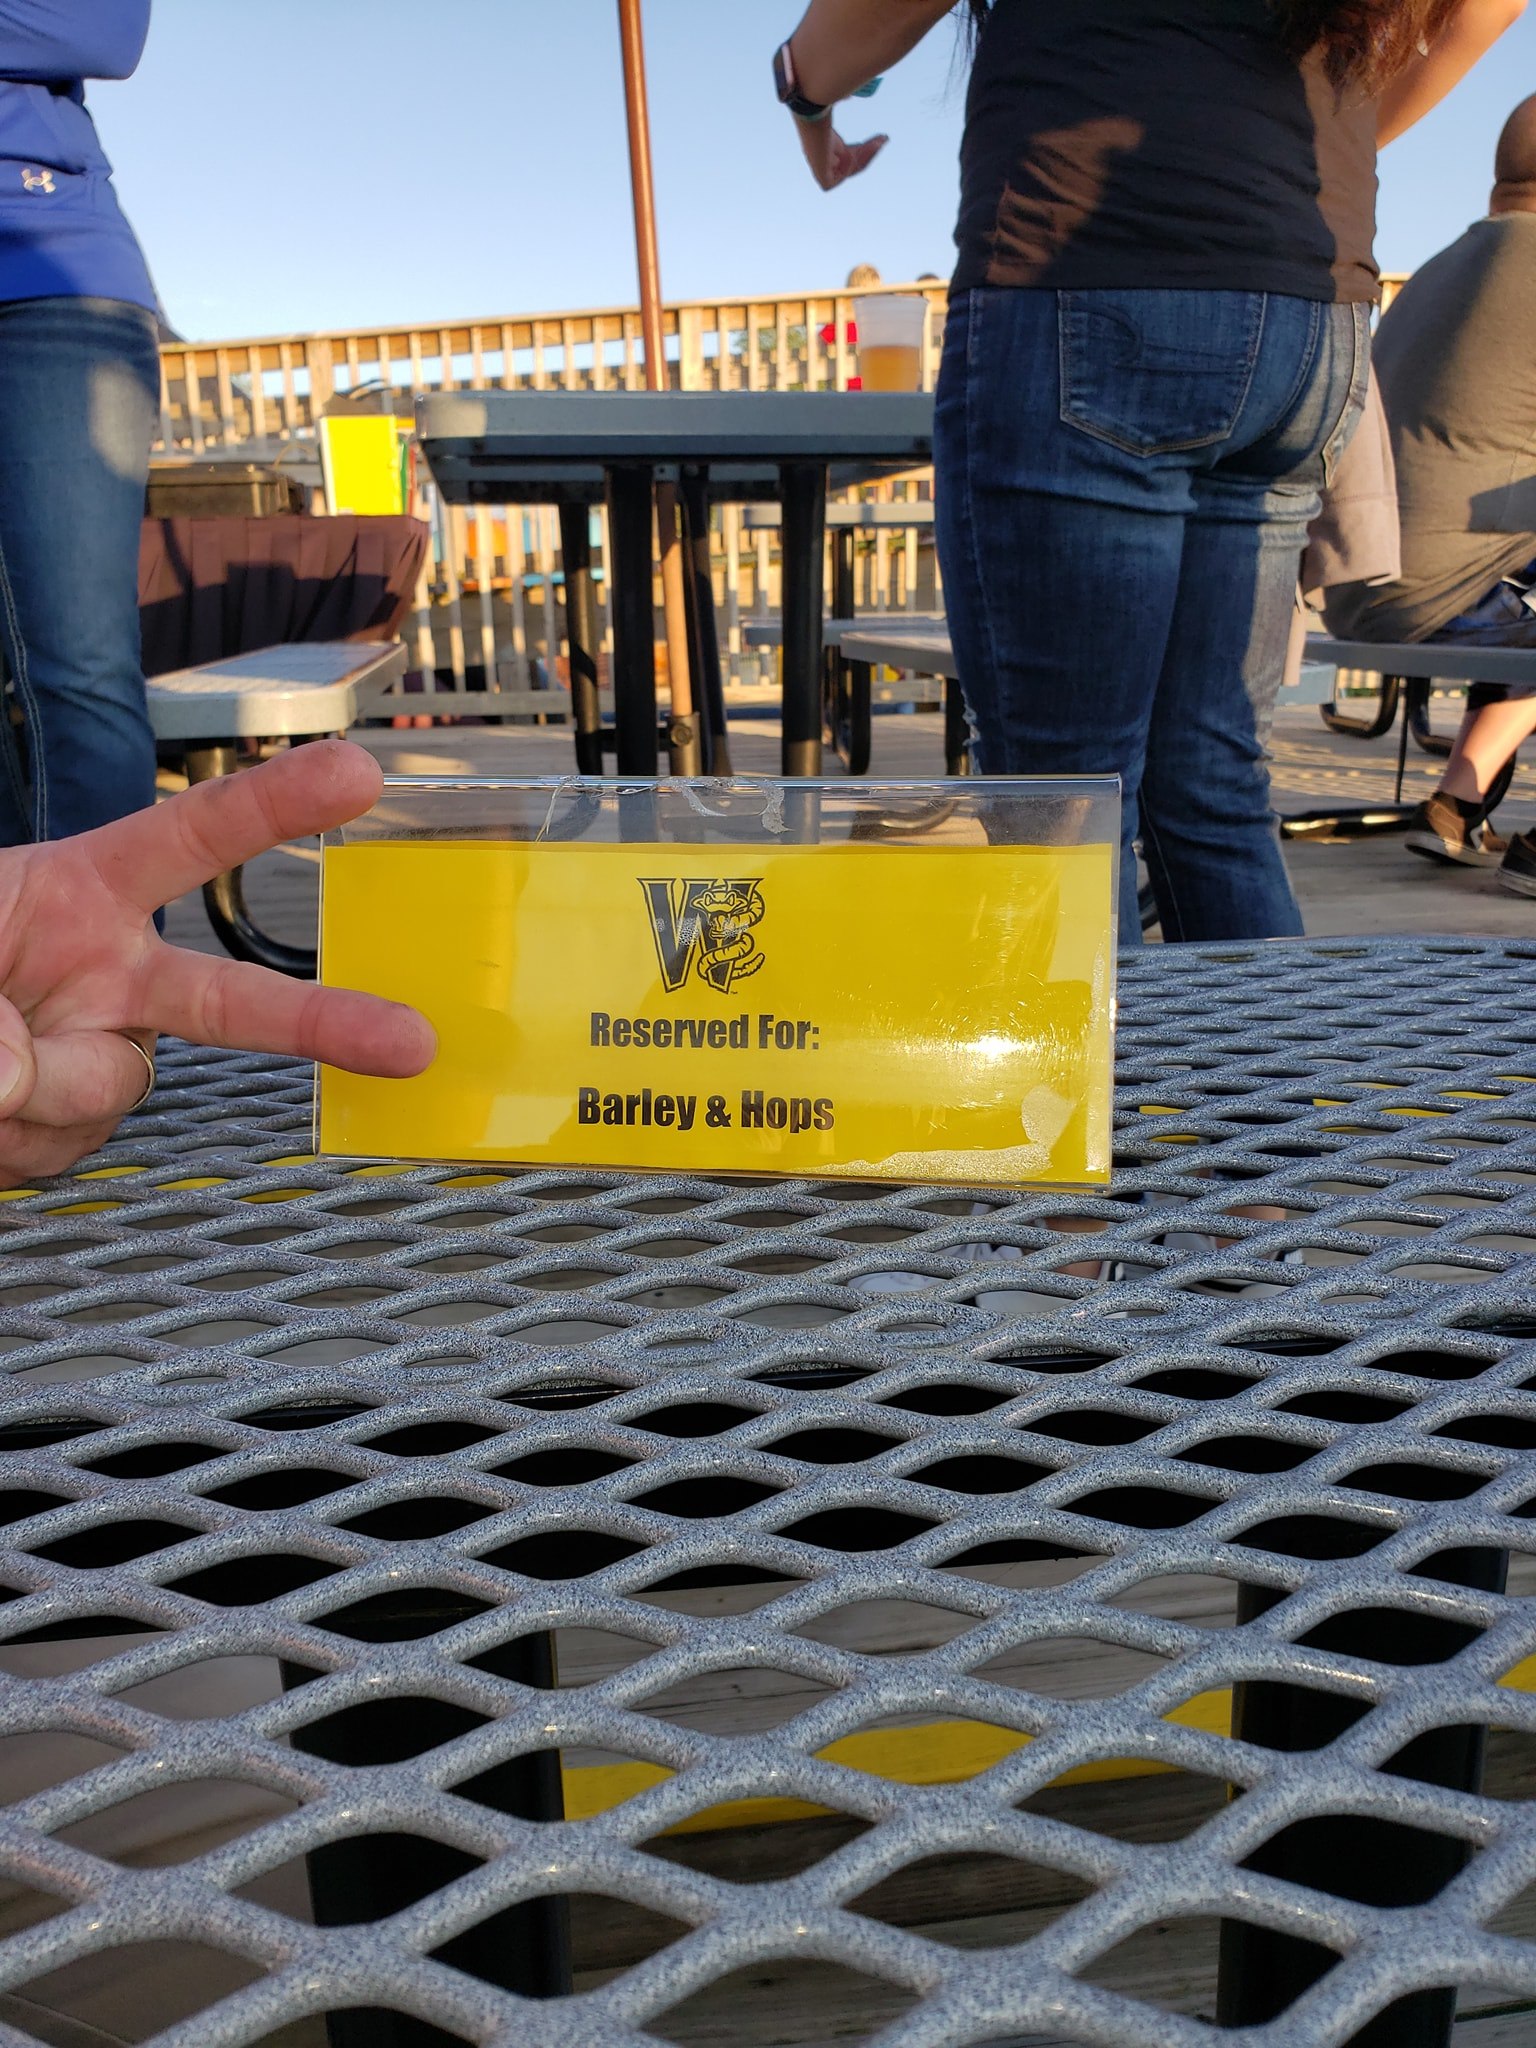 W
Reserved For:
Barley & Hops